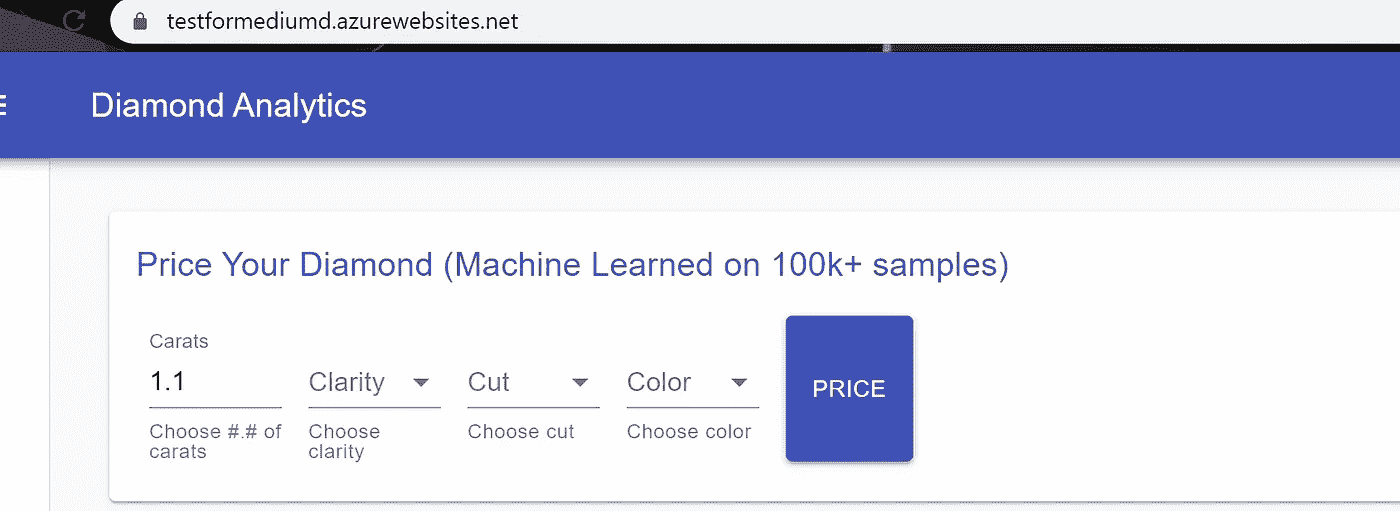 testformediumd.azurewebsites.net
Diamond Analytics
Price Your Diamond (Machine Learned on 100k+ samples)
Carats
1.1
Clarity
Cut
Color
PRICE
Choose #.# of
carats
Choose
clarity
Choose cut
Choose color